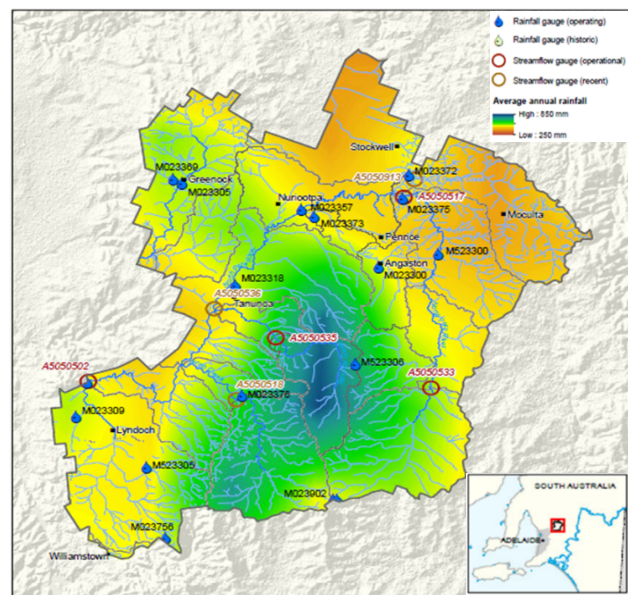 Rainfall gauge (operating)
Rainfall gauge (historic)
Streamflow gauge (operational)
Streamflow gauge (recent)
Average annual rainfall
High : 850 mm
Low : 250 mm
Stockwell
M023369
Greenock
M023305
A5050913
M023372
A5050517
M023375
Nuriootpa
M023357
M023373
Moculta
Penrice
M523300
Angaston
M023300
M023318
A5050536
Tanunda
A5050535
M523306
A5050502
A5050533
A5050518
M023378
M023309
Lyndoch
M523305
M023902
M023756
Williamstown
SOUTH AUSTRALIA
ADELAIDE